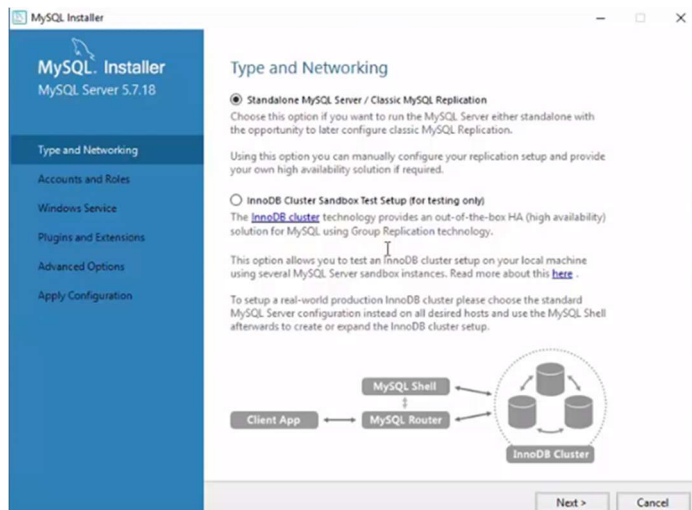 MySQL Installer
MySQL. Installer
MySQL Server 5.7.18
Type and Networking
Accounts and Roles
Windows Service
Plugins and Extensions
Advanced Options
Apply Configuration
Type and Networking
Standalone MySQL Server / Classic MySQL Replication
Choose this option if you want to run the MySQL Server either standalone with
the opportunity to later configure classic MySQL Replication.
Using this option you can manually configure your replication setup and provide
your own high availability solution if required.
InnoDB Cluster Sandbox Test Setup (for testing only)
The InnoDB cluster technology provides an out-of-the-box HA (high availability)
solution for MySQL using Group Replication technology.
This option allows you to test an InnoDB cluster setup on your local machine
using several MySQL Server sandbox instances. Read more about this here .
To setup a real-world production InnoDB cluster please choose the standard
MySQL Server configuration instead on all desired hosts and use the MySQL Shell
afterwards to create or expand the InnoDB cluster setup.
MySQL Shell
Client App
MySQL Router
InnoDB Cluster
Next >
Cancel